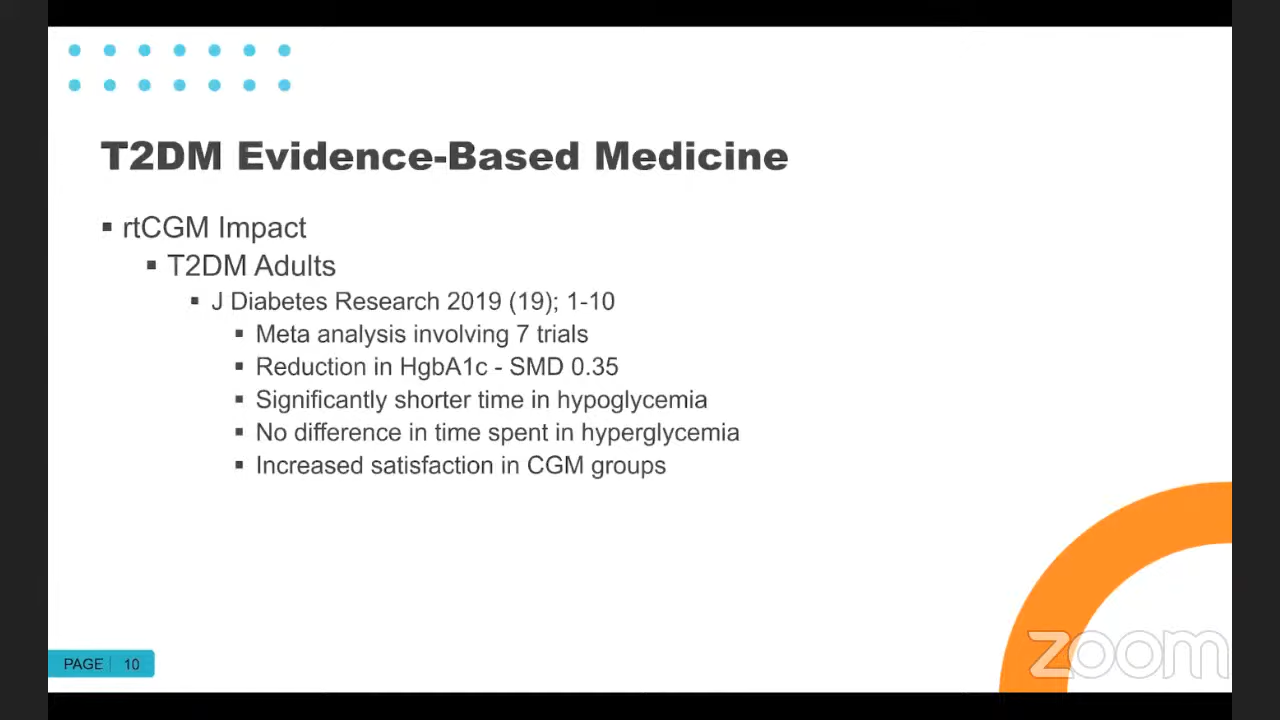 T2DM Evidence-Based Medicine
▪ rtCGM Impact
▪ T2DM Adults
▪ J Diabetes Research 2019 (19); 1-10
▪ Meta analysis involving 7 trials
▪ Reduction in HgbA1c - SMD 0.35
▪ Significantly shorter time in hypoglycemia
▪ No difference in time spent in hyperglycemia
▪ Increased satisfaction in CGM groups
PAGE 10
zoom